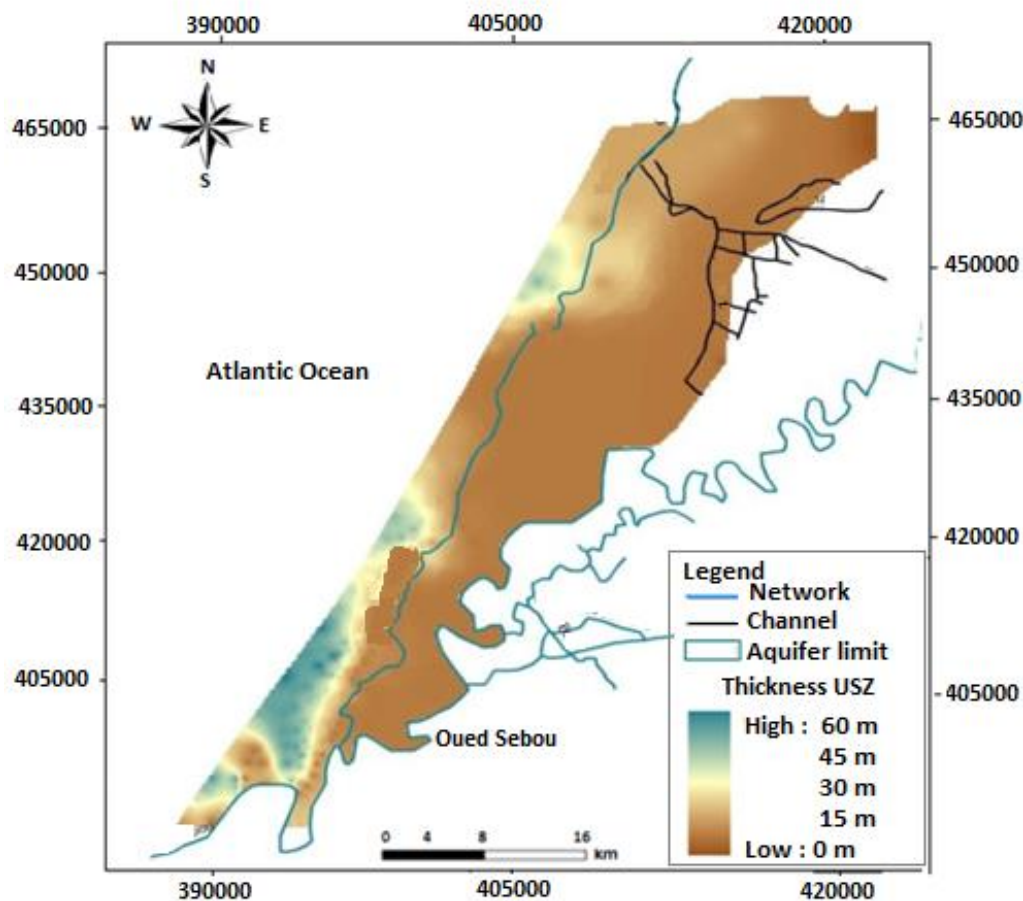 390000 405000 420000
N
W E
S
465000 465000
450000 450000
Atlantic Ocean
435000 435000
420000 420000
Legend
Network
Channel
Aquifer limit
405000 405000
Thickness USZ
High : 60 m
Oued Sebou
45 m
30 m
15 m
Low : 0 m
0 4 8 16
km
390000 405000 420000